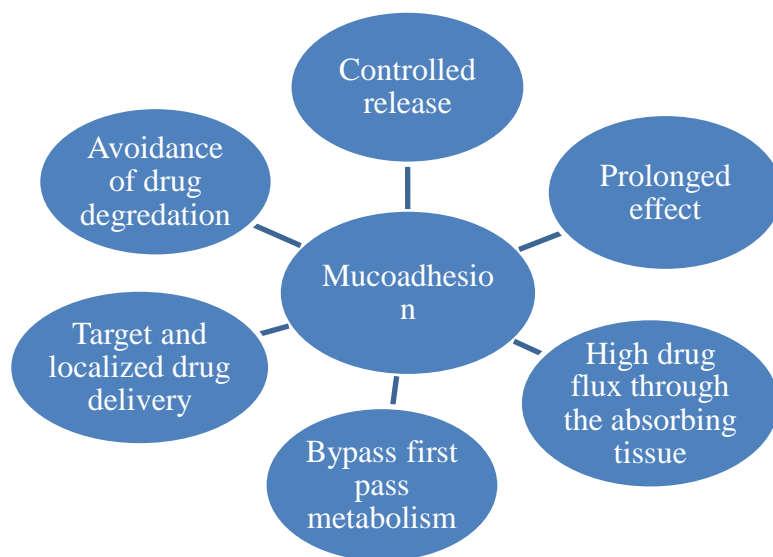 Controlled
release
Avoidance
of drug
degredation
Prolonged
effect
Mucoadhesio
n
Target and
localized drug
delivery
High drug
flux through
the absorbing
tissue
Bypass first
pass
metabolism